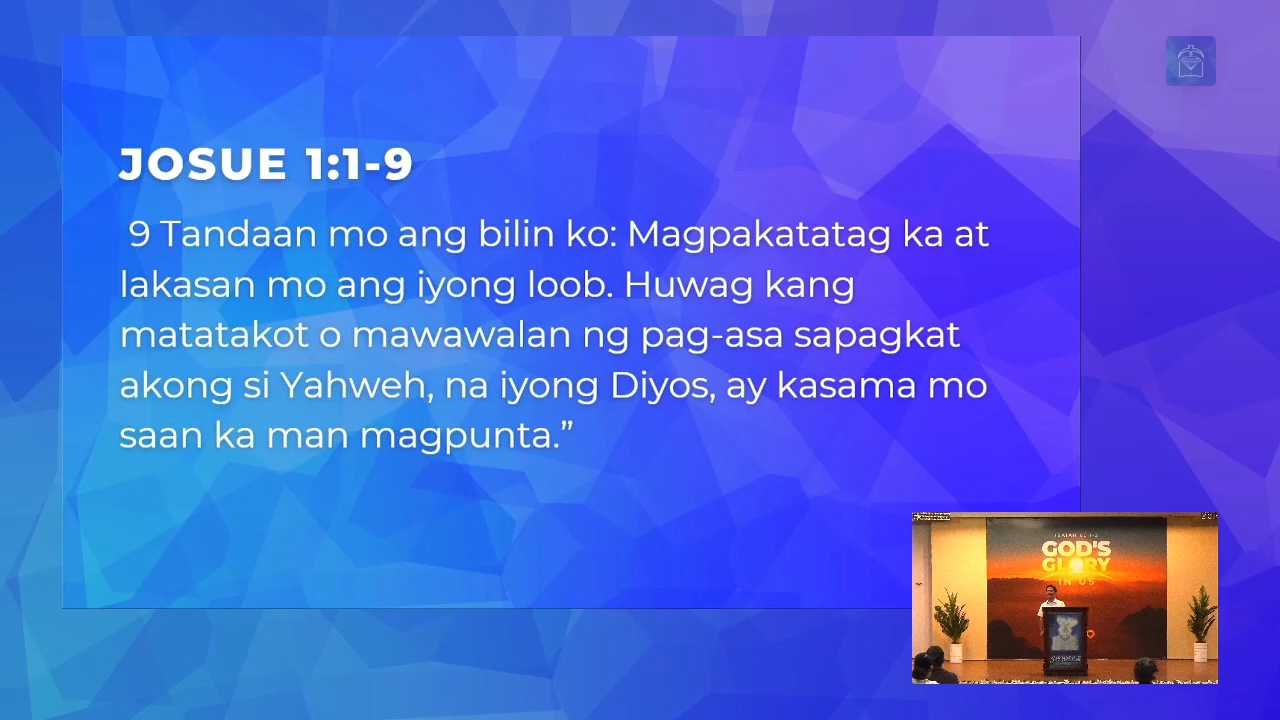 JOSUE 1:1-9
9 Tandaan mo ang bilin ko: Magpakatatag ka at
lakasan mo ang iyong loob. Huwag kang
matatakot o mawawalan ng pag-asa sapagkat
akong si Yahweh, na iyong Diyos, ay kasama mo
saan ka man magpunta.”
GOD'S
GLORY
IN US